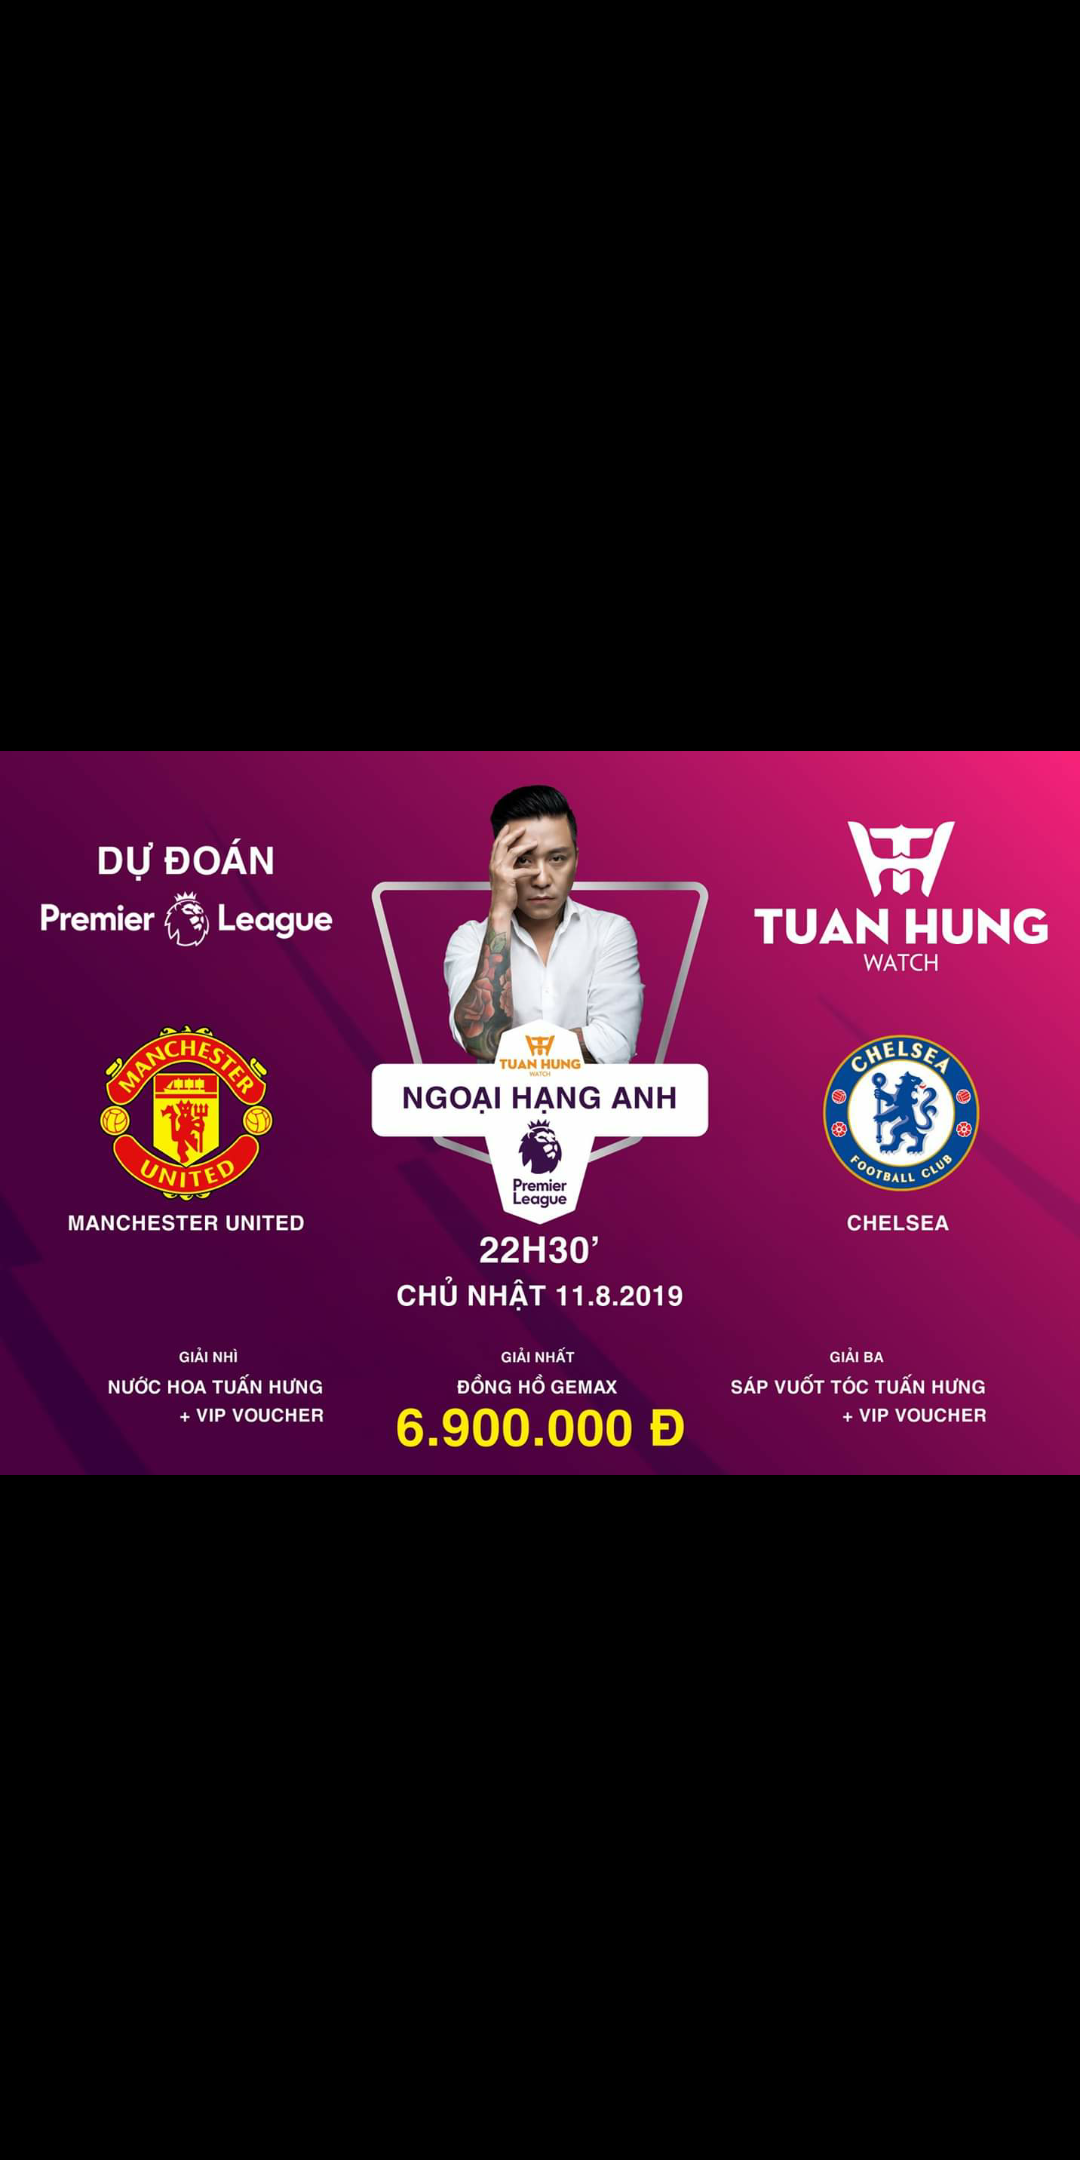 DỰ ĐOÁN
Premier League
TUAN HUNG
WATCH
MANCHESTER
UNITED
MANCHESTER UNITED
TUAN HUNG
WATCH
NGOẠI HẠNG ANH
Premier
League
CHELSEA
FOOTBALL CLUB
CHELSEA
22H30’
CHỦ NHẬT 11.8.2019
GIẢI NHÌ
NƯỚC HOA TUẤN HƯNG
+ VIP VOUCHER
GIẢI NHẤT
ĐỒNG HỒ GEMAX
6.900.000 Đ
GIẢI BA
SÁP VUỐT TÓC TUẤN HƯNG
+ VIP VOUCHER